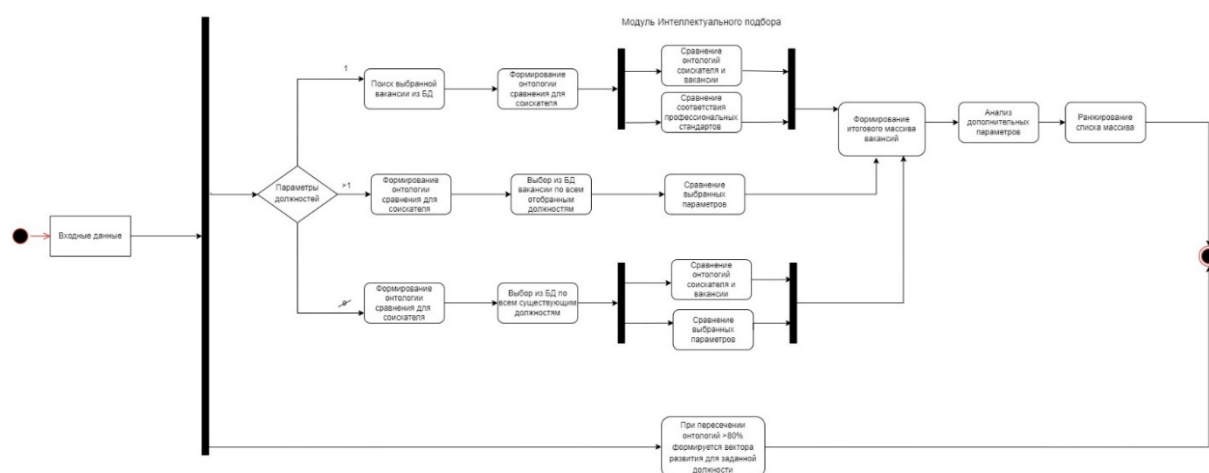 Модуль Интеллектуального подбора
1
Поиск выбранной
вакансии из БД
Формирование
онтологии
сравнения для
соискателя
Сравнение
онтологий
соискателя и
вакансии
Сравнение
соответствия
профессиональных
стандартов
Формирование
итогового массива
вакансий
Анализ
дополнительных
параметров
Ранжирование
списка массива
Параметры
должностей
>1
Формирование
онтологии
сравнения для
соискателя
Выбор из БД
вакансии по всем
отобранным
должностям
Сравнение
выбранных
параметров
Входные данные
Формирование
онтологии
сравнения для
соискателя
Выбор из БД по
всем существующим
должностям
Сравнение
онтологий
соискателя и
вакансии
Сравнение
выбранных
параметров
При пересечении
онтологий >80%
формируется вектора
развития для заданной
должности